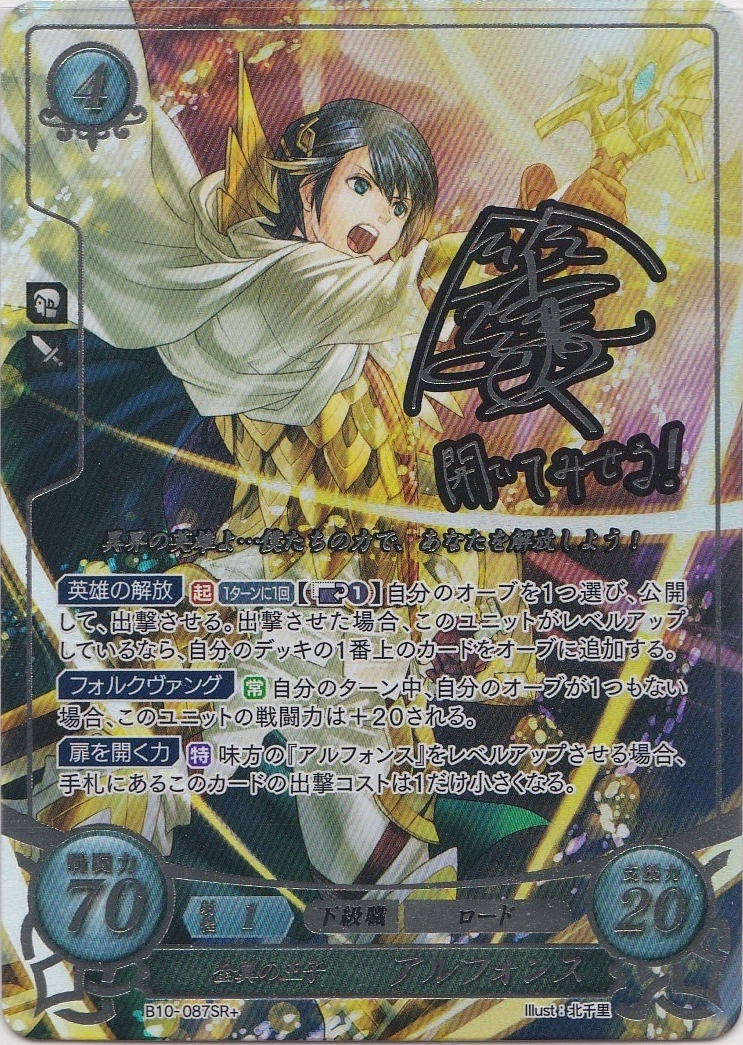 4
開いてみせう!
異界の英雄よ…僕たちの力で、あなたを解放しよう!
英雄の解放 起 1ターンに1回【1】自分のオーブを1つ選び、公開
して、出撃させる。出撃させた場合、このユニットがレベルアップ
しているなら、自分のデッキの1番上のカードをオーブに追加する。
フォルクヴァング 常 自分のターン中、自分のオーブが1つもない
場合、このユニットの戦闘力は+20される。
扉を開く力 特 味方の『アルフォンス』をレベルアップさせる場合、
手札にあるこのカードの出撃コストは1だけ小さくなる。
戦闘力
70
射程 1 下級職 ロード
支援力
20
の王子 アルフォンス
B10-087SR+ Illust:北千里